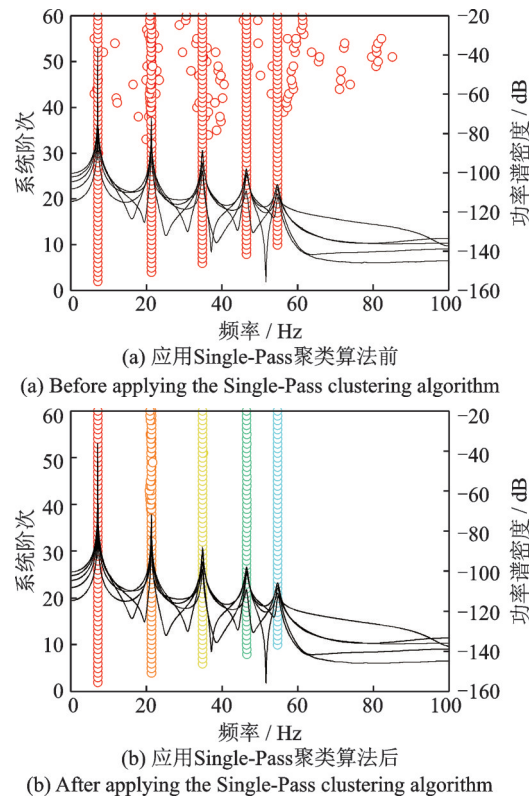 60
50
40
30
20
10
0
系统阶次
-20
-40
-60
-80
-100
-120
-140
-160
功率谱密度 / dB
0 20 40 60 80 100
频率 / Hz
(a) 应用Single-Pass聚类算法前
(a) Before applying the Single-Pass clustering algorithm
60
50
40
30
20
10
0
系统阶次
-20
-40
-60
-80
-100
-120
-140
-160
功率谱密度 / dB
0 20 40 60 80 100
频率 / Hz
(b) 应用Single-Pass聚类算法后
(b) After applying the Single-Pass clustering algorithm